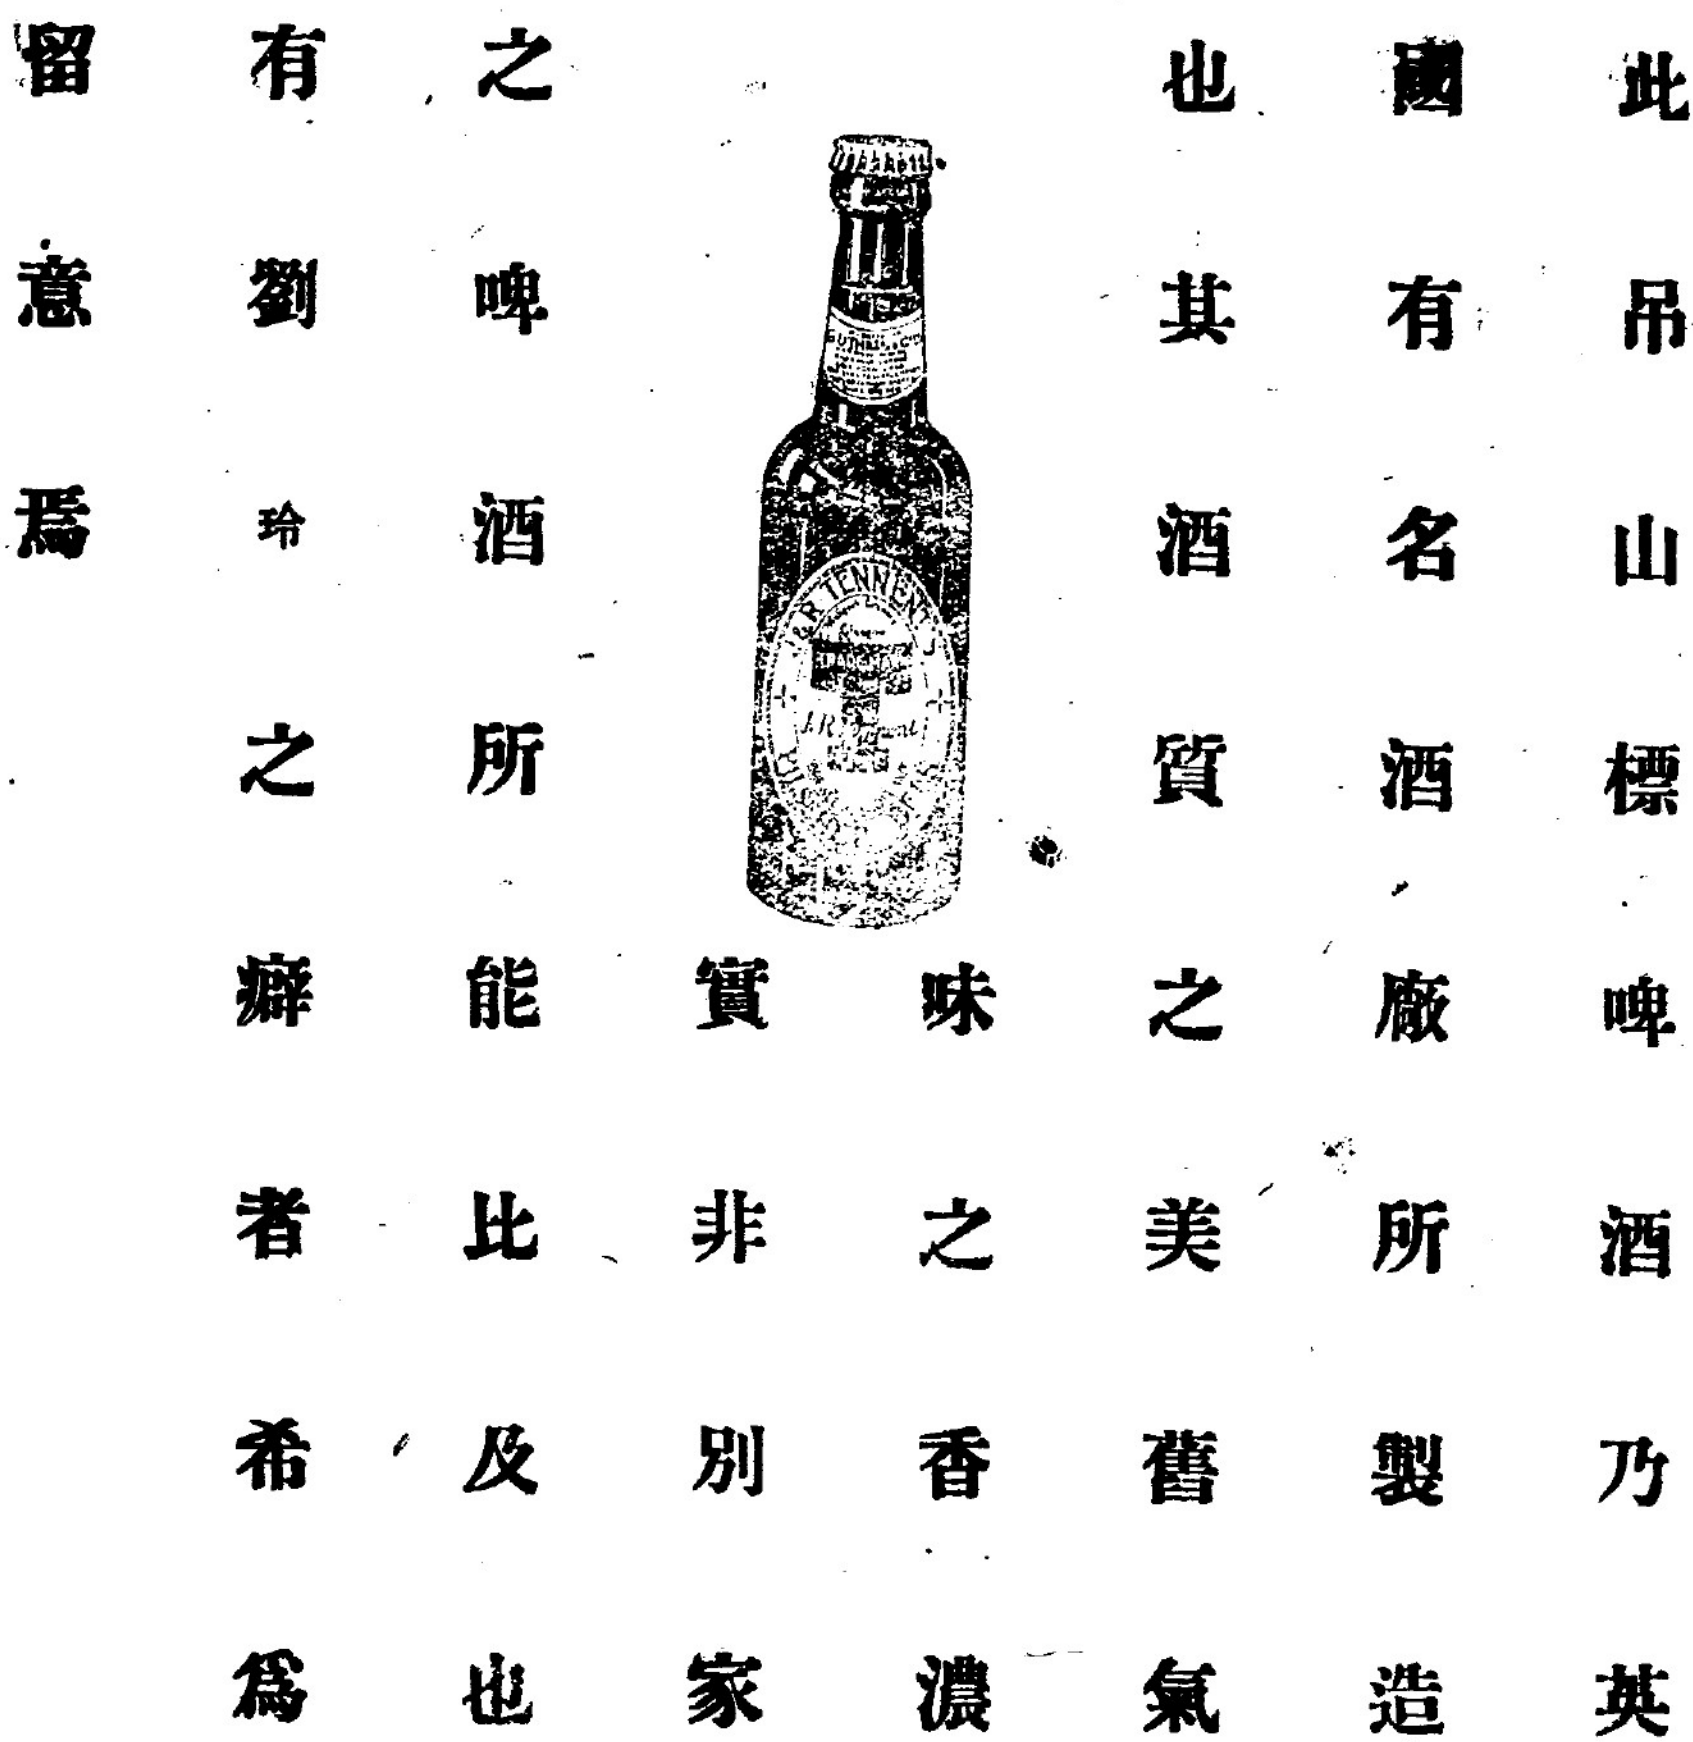 此吊山標啤酒乃英
國有名酒廠所製造
也其酒質之美舊氣
味之香濃
實非別家
之啤酒所能比及也
有劉玲之癖者希爲
留意焉
J&R TENNENT